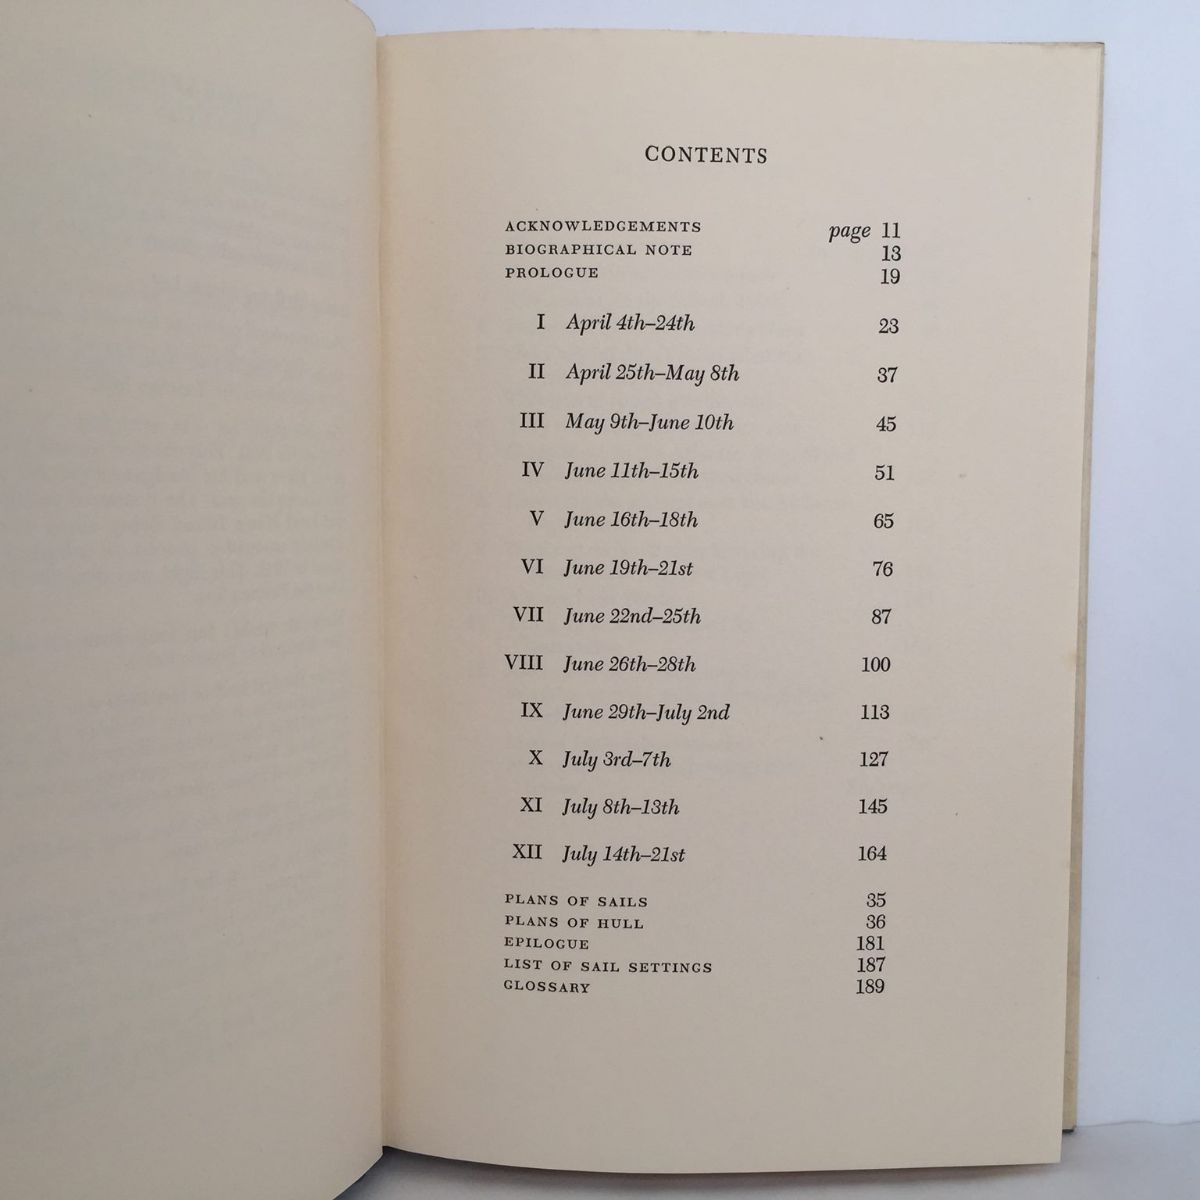 CONTENTS
ACKNOWLEDGEMENTS page 11
BIOGRAPHICAL NOTE 13
PROLOGUE 19
I April 4th–24th 23
II April 25th–May 8th 37
III May 9th–June 10th 45
IV June 11th–15th 51
V June 16th–18th 65
VI June 19th–21st 76
VII June 22nd–25th 87
VIII June 26th–28th 100
IX June 29th–July 2nd 113
X July 3rd–7th 127
XI July 8th–13th 145
XII July 14th–21st 164
PLANS OF SAILS 35
PLANS OF HULL 36
EPILOGUE 181
LIST OF SAIL SETTINGS 187
GLOSSARY 189